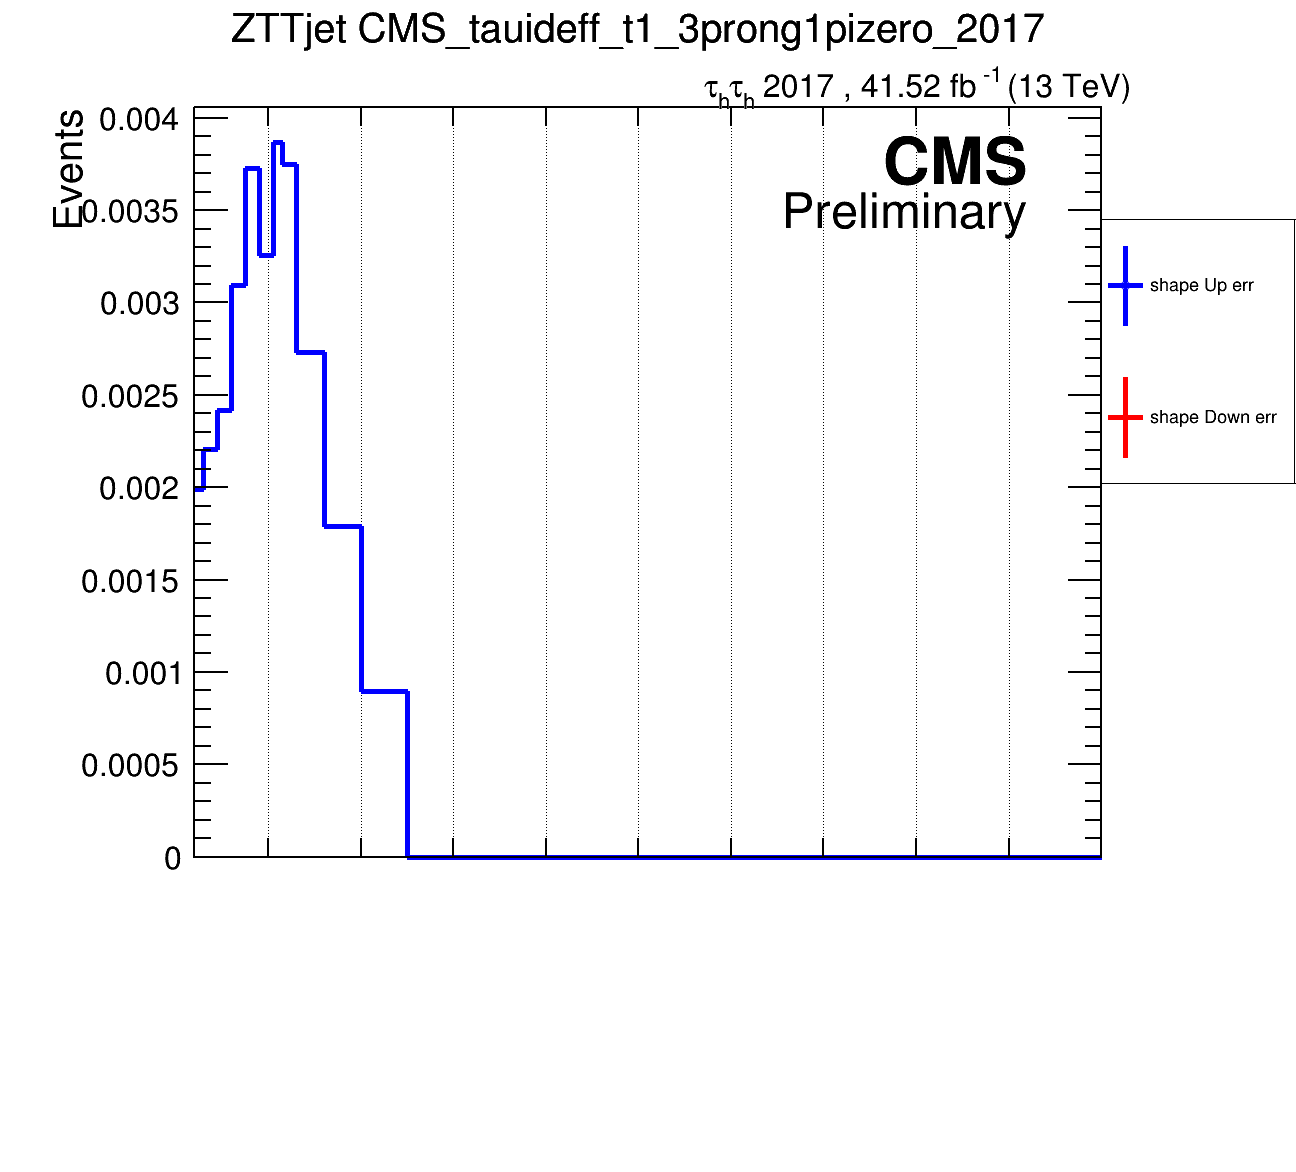 ZTTjet CMS_tauideff_t1_3prong1pizero_2017
τhτh 2017 , 41.52 fb -1 (13 TeV)
Events
CMS
Preliminary
0.004
0.0035
0.003
0.0025
0.002
0.0015
0.001
0.0005
0
shape Up err
shape Down err